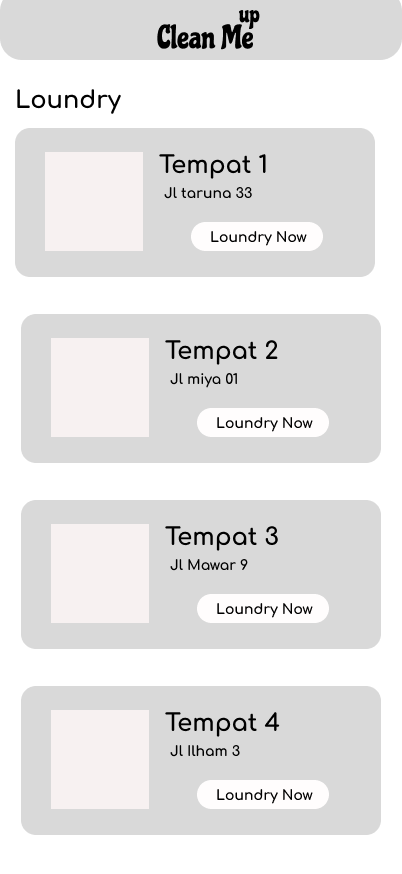 up
Clean Me
Loundry
Tempat 1
Jl taruna 33
Loundry Now
Tempat 2
Jl miya 01
Loundry Now
Tempat 3
Jl Mawar 9
Loundry Now
Tempat 4
Jl Ilham 3
Loundry Now